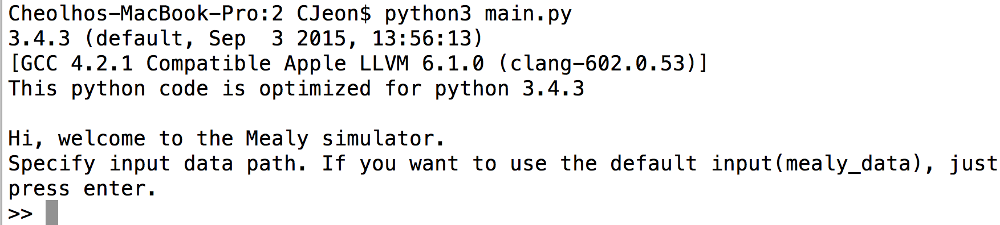 Cheolhos-MacBook-Pro:2 CJeon$ python3 main.py
3.4.3 (default, Sep  3 2015, 13:56:13)
[GCC 4.2.1 Compatible Apple LLVM 6.1.0 (clang-602.0.53)]
This python code is optimized for python 3.4.3
Hi, welcome to the Mealy simulator.
Specify input data path. If you want to use the default input(mealy_data), just
press enter.
>>